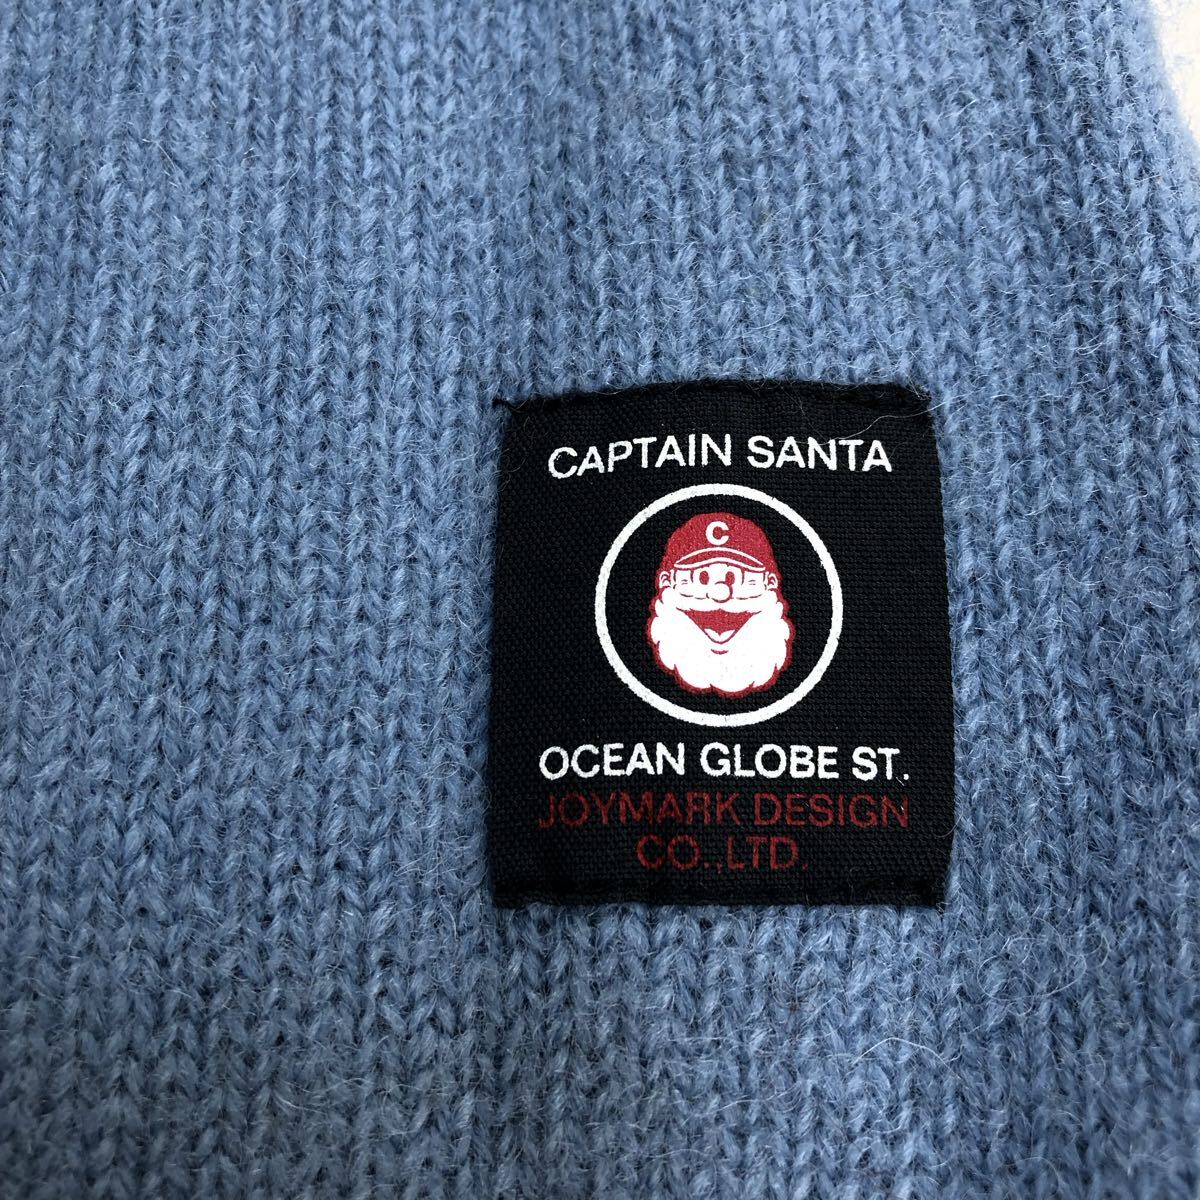 CAPTAIN SANTA
C
OCEAN GLOBE ST.
JOYMARK DESIGN
CO.,LTD.